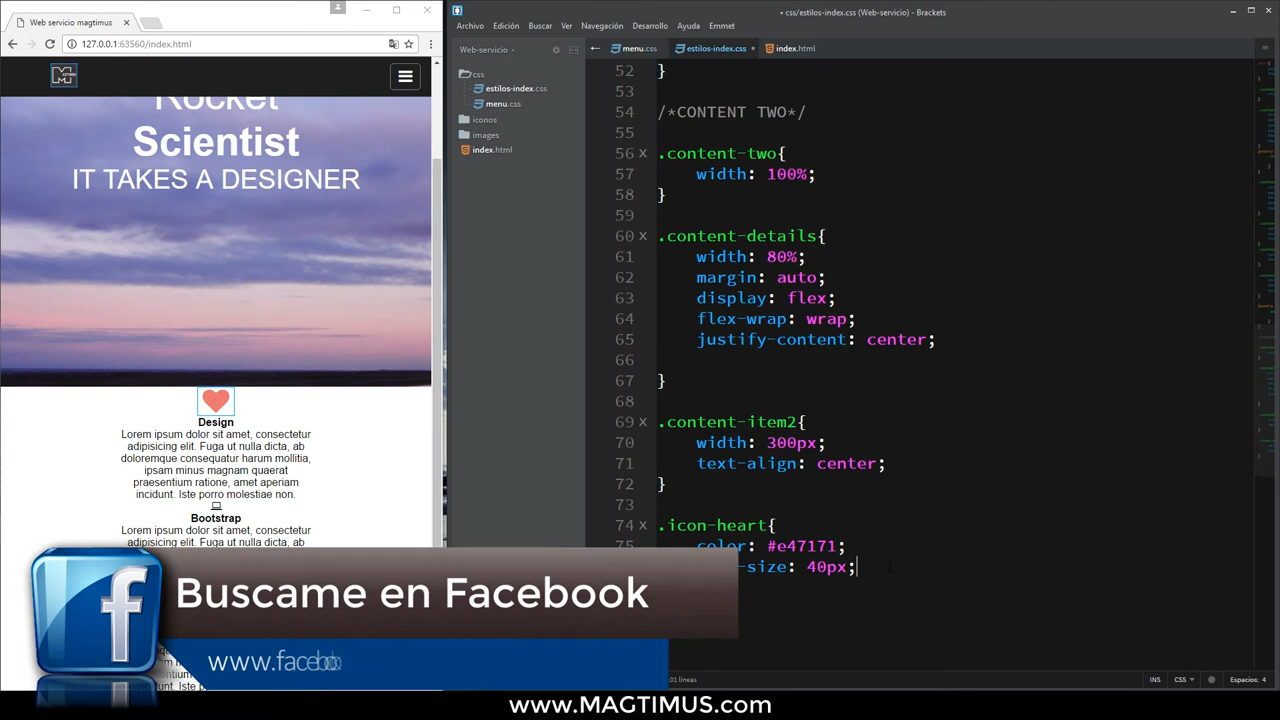 Web servicio magtimus
127.0.0.1:63560/index.html
MAGTIMUS
Rocket
Scientist
IT TAKES A DESIGNER
Design
Lorem ipsum dolor sit amet, consectetur
adipisicing elit. Fuga ut nulla dicta, ab
doloremque consequatur harum mollitia,
ipsam minus magnam quaerat
praesentium ratione, amet aperiam
incidunt. Iste porro molestiae non.
Bootstrap
Lorem ipsum dolor sit amet, consectetur
adipisicing elit. Fuga ut nulla dicta, ab
• css/estilos-index.css (Web-servicio) - Brackets
Archivo Edición Buscar Ver Navegación Desarrollo Ayuda Emmet
Web-servicio
css
estilos-index.css
menu.css
iconos
images
index.html
menu.css estilos-index.css • index.html
52 }
53
54 /*CONTENT TWO*/
55
56 .content-two{
57 width: 100%;
58 }
59
60 .content-details{
61 width: 80%;
62 margin: auto;
63 display: flex;
64 flex-wrap: wrap;
65 justify-content: center;
66
67 }
68
69 .content-item2{
70 width: 300px;
71 text-align: center;
72 }
73
74 .icon-heart{
75 color: #e47171;
-size: 40px;
INS CSS Espacios: 4
Buscame en Facebook
www.facebo
www.MAGTIMUS.com